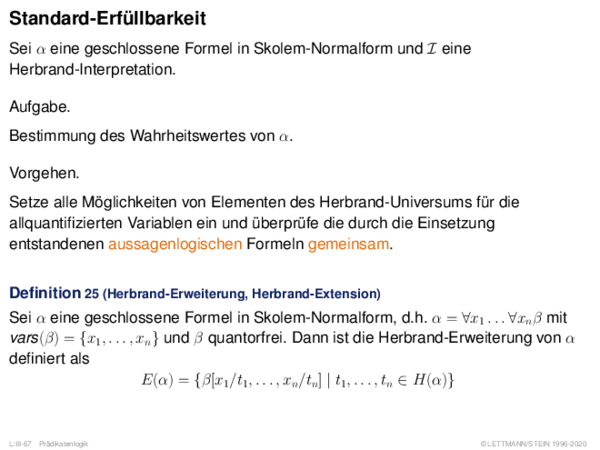 Standard-Erfüllbarkeit
Sei α eine geschlossene Formel in Skolem-Normalform und ℐ eine
Herbrand-Interpretation.
Aufgabe.
Bestimmung des Wahrheitswertes von α.
Vorgehen.
Setze alle Möglichkeiten von Elementen des Herbrand-Universums für die
allquantifizierten Variablen ein und überprüfe die durch die Einsetzung
entstandenen aussagenlogischen Formeln gemeinsam.
Definition 25 (Herbrand-Erweiterung, Herbrand-Extension)
Sei α eine geschlossene Formel in Skolem-Normalform, d.h. α = ∀x₁ … ∀xₙβ mit
vars(β) = {x₁, …, xₙ} und β quantorfrei. Dann ist die Herbrand-Erweiterung von α
definiert als
E(α) = {β[x₁/t₁, …, xₙ/tₙ] | t₁, …, tₙ ∈ H(α)}
L:III-67 Prädikatenlogik
© LETTMANN/STEIN 1996-2020